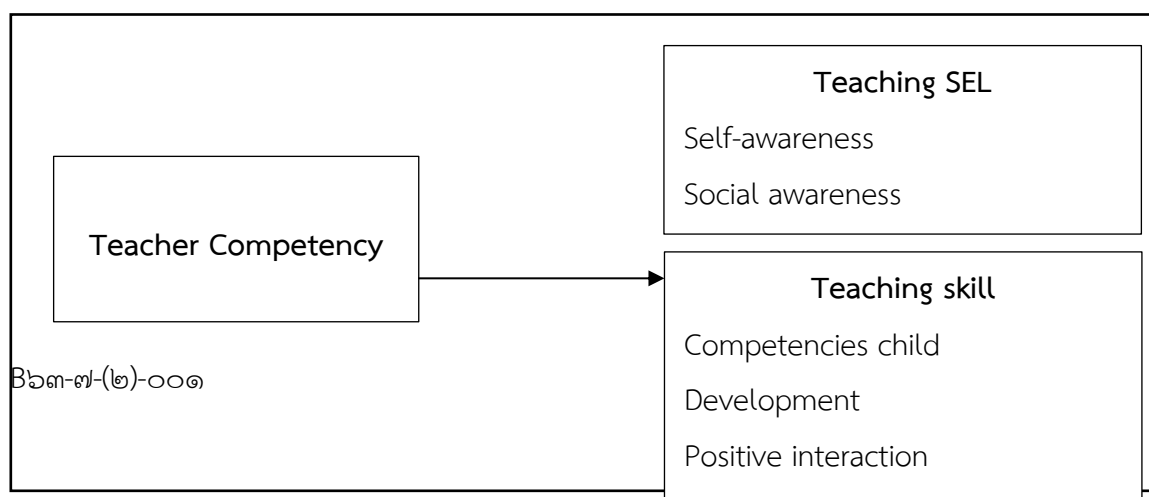 Teaching SEL
Self-awareness
Social awareness
Teacher Competency
Teaching skill
Competencies child
Development
Positive interaction
B๖๓-๗-(๒)-๐๐๑